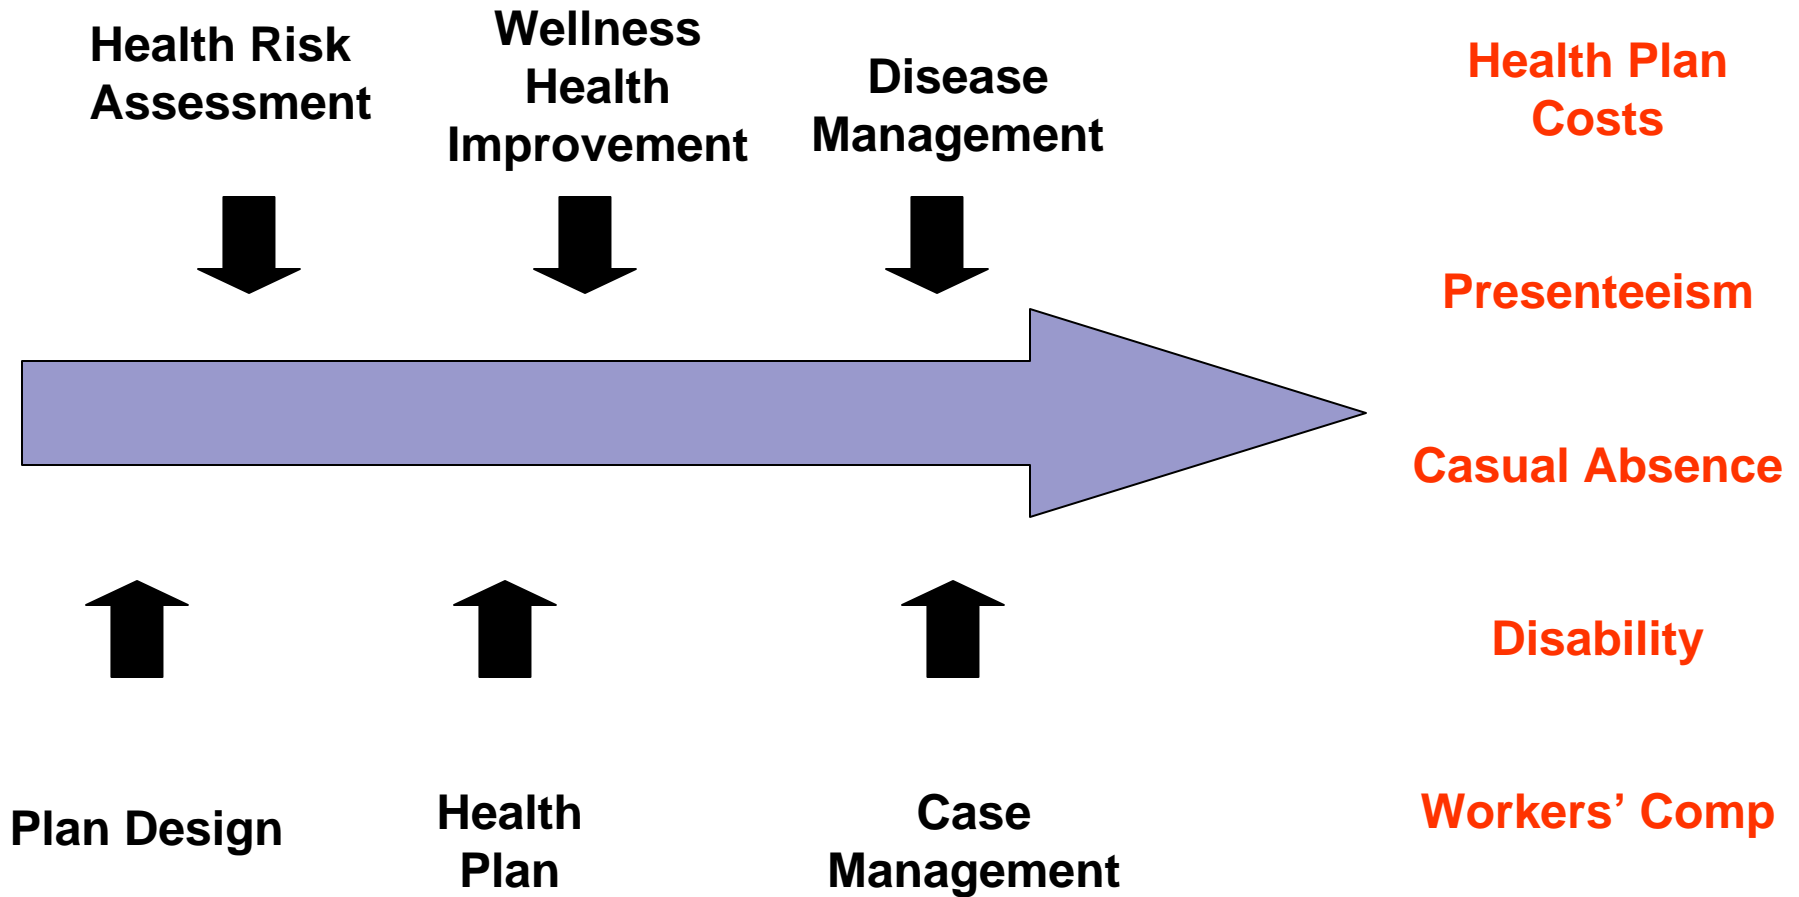 Health Risk
Assessment
Wellness
Health
Improvement
Disease
Management
Health Plan
Costs
Presenteeism
Casual Absence
Disability
Workers’ Comp
Plan Design
Health
Plan
Case
Management